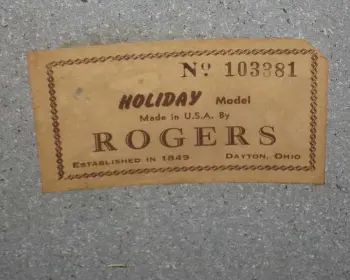 Nº 103381
HOLIDAY Model
Made in U.S.A. By
ROGERS
ESTABLISHED IN 1849 DAYTON, OHIO